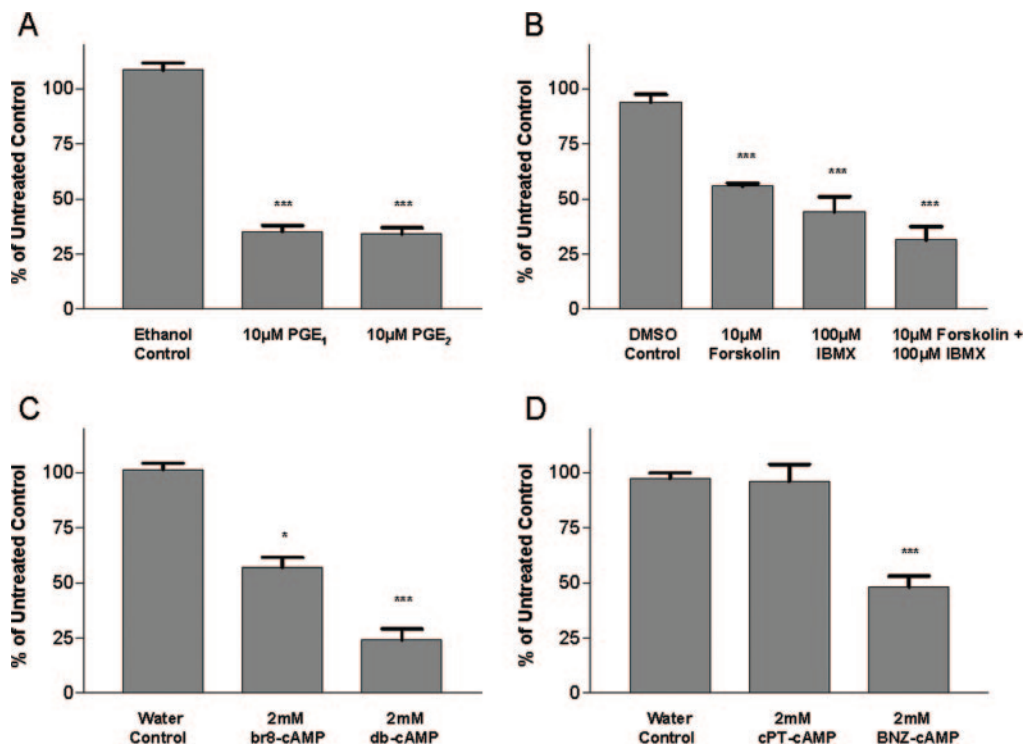 A
% of Untreated Control
100
75
50
25
0
***
***
Ethanol
Control
10µM PGE1
10µM PGE2
B
% of Untreated Control
100
75
50
25
0
***
***
***
DMSO
Control
10µM
Forskolin
100µM
IBMX
10µM Forskolin +
100µM IBMX
C
% of Untreated Control
100
75
50
25
0
*
***
Water
Control
2mM
br8-cAMP
2mM
db-cAMP
D
% of Untreated Control
100
75
50
25
0
***
Water
Control
2mM
cPT-cAMP
2mM
BNZ-cAMP